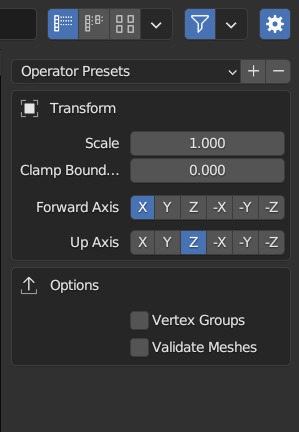 Operator Presets
Transform
Scale 1.000
Clamp Bound... 0.000
Forward Axis X Y Z -X -Y -Z
Up Axis X Y Z -X -Y -Z
Options
Vertex Groups
Validate Meshes